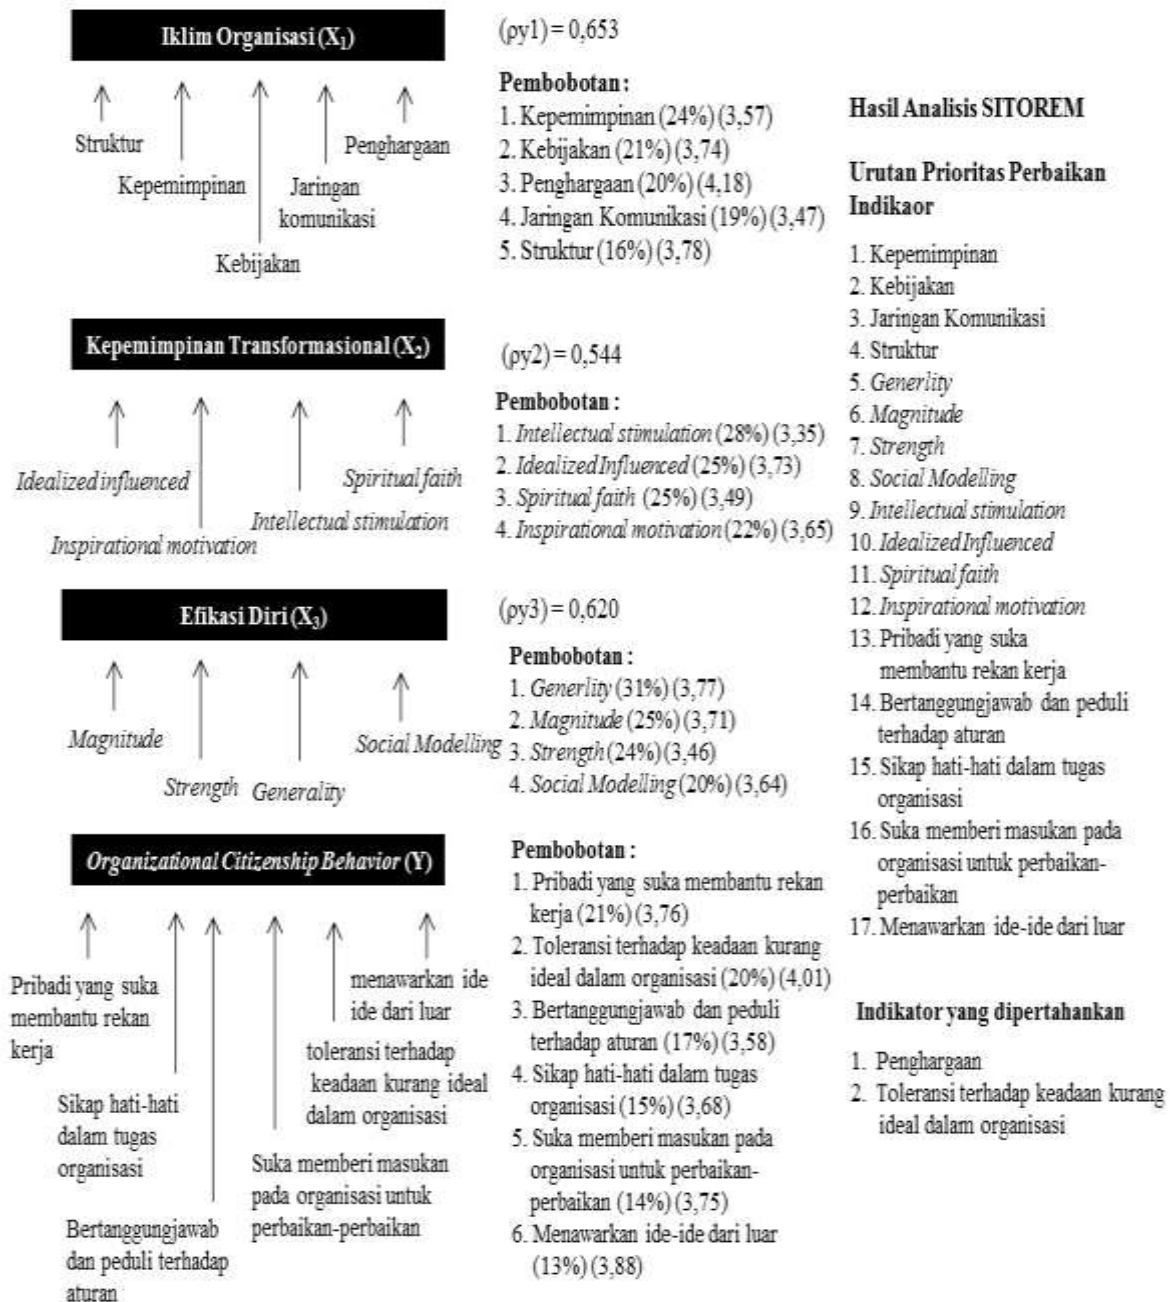 Iklim Organisasi (X₁)
Struktur
Kepemimpinan
Kebijakan
Jaringan
komunikasi
Penghargaan
(ρy1) = 0,653
Pembobotan :
1. Kepemimpinan (24%) (3,57)
2. Kebijakan (21%) (3,74)
3. Penghargaan (20%) (4,18)
4. Jaringan Komunikasi (19%) (3,47)
5. Struktur (16%) (3,78)
Kepemimpinan Transformasional (X₂)
Idealized influenced
Inspirational motivation
Intellectual stimulation
Spiritual faith
(ρy2) = 0,544
Pembobotan :
1. Intellectual stimulation (28%) (3,35)
2. Idealized Influenced (25%) (3,73)
3. Spiritual faith (25%) (3,49)
4. Inspirational motivation (22%) (3,65)
Efikasi Diri (X₃)
Magnitude
Strength
Generality
Social Modelling
(ρy3) = 0,620
Pembobotan :
1. Generlity (31%) (3,77)
2. Magnitude (25%) (3,71)
3. Strength (24%) (3,46)
4. Social Modelling (20%) (3,64)
Organizational Citizenship Behavior (Y)
Pribadi yang suka
membantu rekan
kerja
Sikap hati-hati
dalam tugas
organisasi
Bertanggungjawab
dan peduli terhadap
aturan
Suka memberi masukan
pada organisasi untuk
perbaikan-perbaikan
toleransi terhadap
keadaan kurang ideal
dalam organisasi
menawarkan ide
ide dari luar
Pembobotan :
1. Pribadi yang suka membantu rekan
kerja (21%) (3,76)
2. Toleransi terhadap keadaan kurang
ideal dalam organisasi (20%) (4,01)
3. Bertanggungjawab dan peduli
terhadap aturan (17%) (3,58)
4. Sikap hati-hati dalam tugas
organisasi (15%) (3,68)
5. Suka memberi masukan pada
organisasi untuk perbaikan-
perbaikan (14%) (3,75)
6. Menawarkan ide-ide dari luar
(13%) (3,88)
Hasil Analisis SITOREM
Urutan Prioritas Perbaikan
Indikaor
1. Kepemimpinan
2. Kebijakan
3. Jaringan Komunikasi
4. Struktur
5. Generlity
6. Magnitude
7. Strength
8. Social Modelling
9. Intellectual stimulation
10. Idealized Influenced
11. Spiritual faith
12. Inspirational motivation
13. Pribadi yang suka
membantu rekan kerja
14. Bertanggungjawab dan peduli
terhadap aturan
15. Sikap hati-hati dalam tugas
organisasi
16. Suka memberi masukan pada
organisasi untuk perbaikan-
perbaikan
17. Menawarkan ide-ide dari luar
Indikator yang dipertahankan
1. Penghargaan
2. Toleransi terhadap keadaan kurang
ideal dalam organisasi